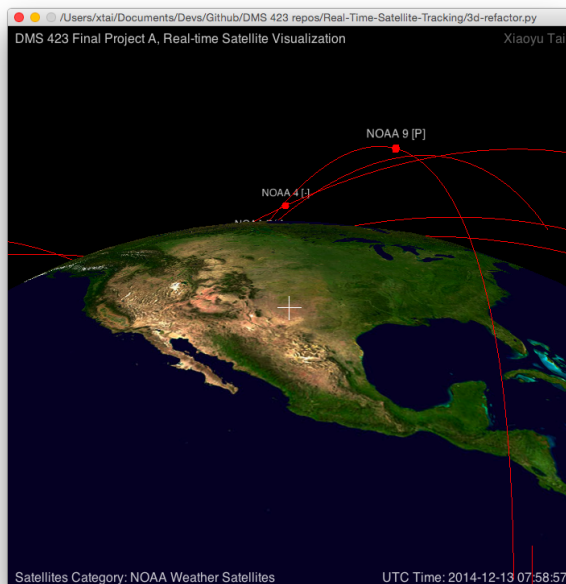 /Users/xtai/Documents/Devs/Github/DMS 423 repos/Real-Time-Satellite-Tracking/3d-refactor.py
DMS 423 Final Project A, Real-time Satellite Visualization Xiaoyu Tai
NOAA 9 [P]
NOAA 4 [-]
Satellites Category: NOAA Weather Satellites UTC Time: 2014-12-13 07:58:57